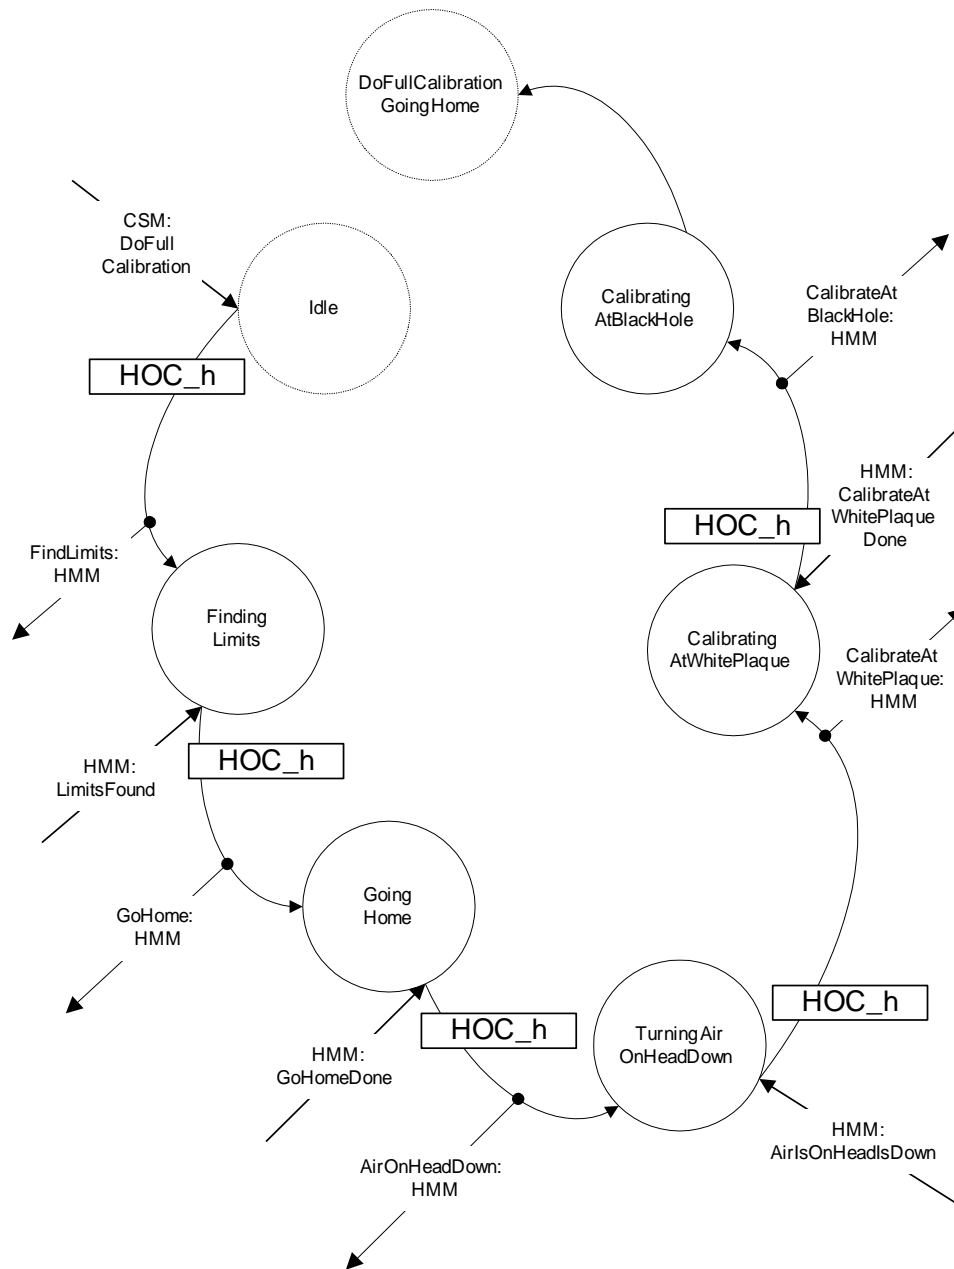 DoFullCalibration
GoingHome
CSM:
DoFull
Calibration
Idle
Calibrating
AtBlackHole
CalibrateAt
BlackHole:
HMM
HOC_h
HMM:
CalibrateAt
WhitePlaque
Done
HOC_h
FindLimits:
HMM
Finding
Limits
Calibrating
AtWhitePlaque
CalibrateAt
WhitePlaque:
HMM
HOC_h
HMM:
LimitsFound
Going
Home
GoHome:
HMM
HOC_h
HOC_h
TurningAir
OnHeadDown
HMM:
GoHomeDone
HMM:
AirIsOnHeadIsDown
AirOnHeadDown:
HMM